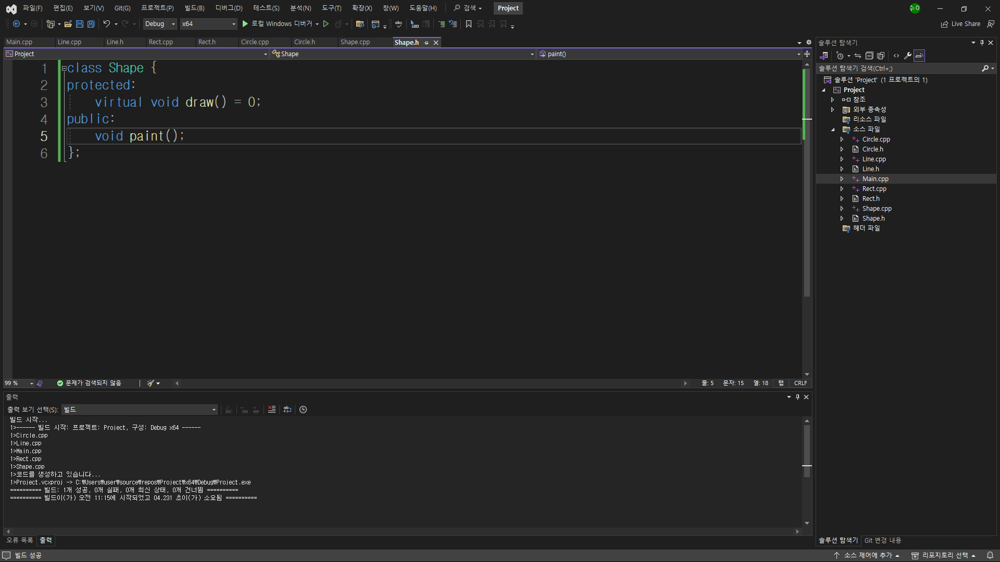 파일(F) 편집(E) 보기(V) Git(G) 프로젝트(P) 빌드(B) 디버그(D) 테스트(S) 분석(N) 도구(T) 확장(X) 창(W) 도움말(H) 검색 Project 순0
Debug x64 로컬 Windows 디버거 Live Share
Main.cpp Line.cpp Line.h Rect.cpp Rect.h Circle.cpp Circle.h Shape.cpp Shape.h
Project Shape paint()
1 class Shape {
2 protected:
3 virtual void draw() = 0;
4 public:
5 void paint();
6 };
99 % 문제가 검색되지 않음 줄: 5 문자: 15 열: 18 탭 CRLF
출력
출력 보기 선택(S): 빌드
빌드 시작...
1>------ 빌드 시작: 프로젝트: Project, 구성: Debug x64 ------
1>Circle.cpp
1>Line.cpp
1>Main.cpp
1>Rect.cpp
1>Shape.cpp
1>코드를 생성하고 있습니다...
1>Project.vcxproj -> C:₩Users₩user₩source₩repos₩Project₩x64₩Debug₩Project.exe
========== 빌드: 1개 성공, 0개 실패, 0개 최신 상태, 0개 건너뜀 ==========
========== 빌드이(가) 오전 11:15에 시작되었고 04.231 초이(가) 소요됨 ==========
오류 목록 출력
솔루션 탐색기
솔루션 탐색기 검색(Ctrl+;)
솔루션 'Project' (1 프로젝트의 1)
Project
참조
외부 종속성
리소스 파일
소스 파일
Circle.cpp
Circle.h
Line.cpp
Line.h
Main.cpp
Rect.cpp
Rect.h
Shape.cpp
Shape.h
헤더 파일
솔루션 탐색기 Git 변경 내용
빌드 성공 소스 제어에 추가 리포지토리 선택